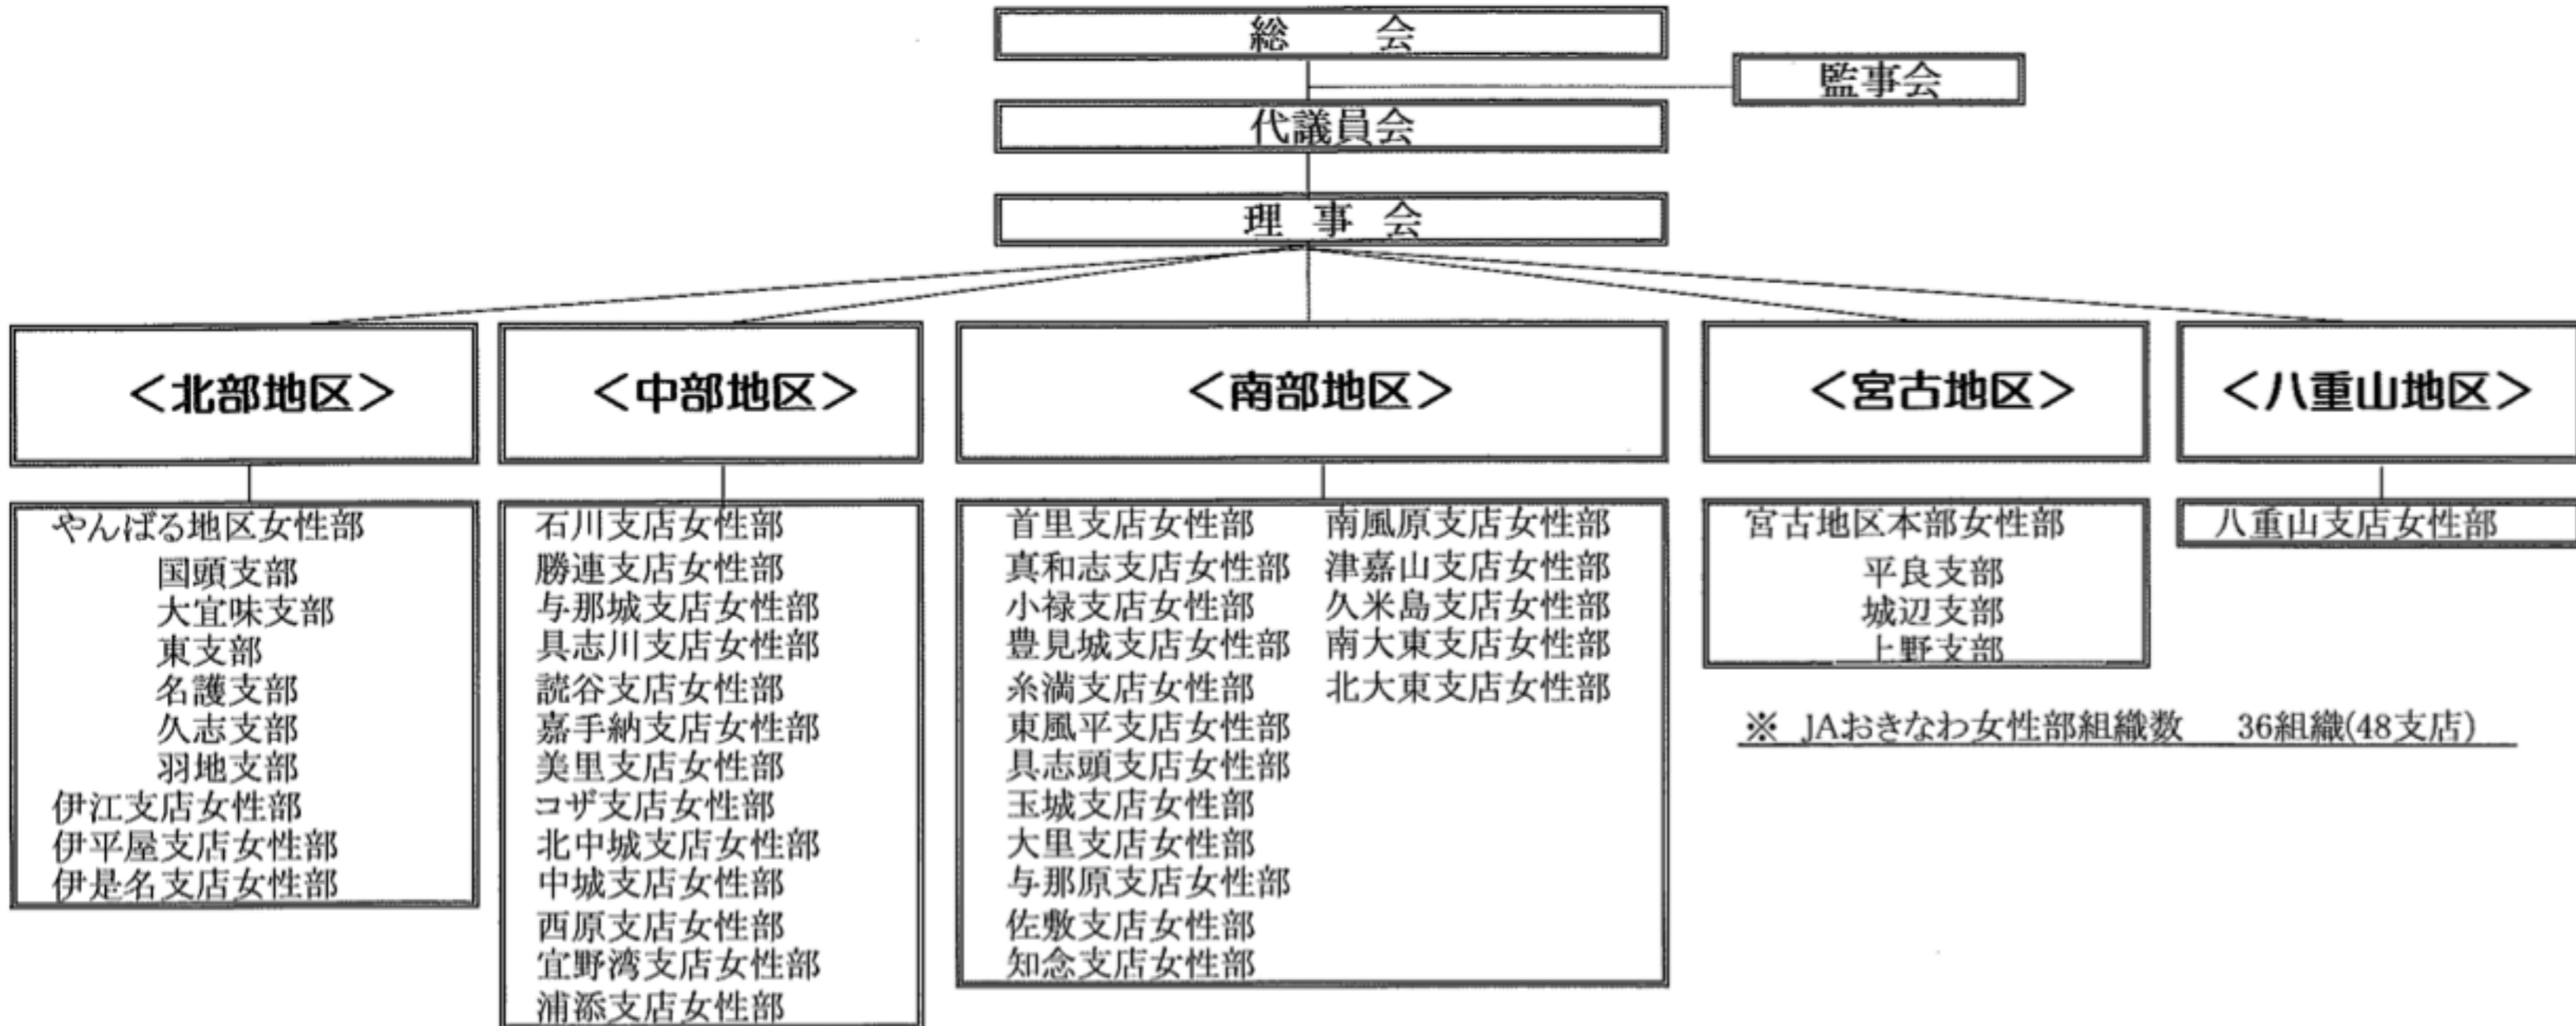 総 会
監事会
代議員会
理 事 会
＜北部地区＞
やんばる地区女性部
国頭支部
大宜味支部
東支部
名護支部
久志支部
羽地支部
伊江支店女性部
伊平屋支店女性部
伊是名支店女性部
＜中部地区＞
石川支店女性部
勝連支店女性部
与那城支店女性部
具志川支店女性部
読谷支店女性部
嘉手納支店女性部
美里支店女性部
コザ支店女性部
北中城支店女性部
中城支店女性部
西原支店女性部
宜野湾支店女性部
浦添支店女性部
＜南部地区＞
首里支店女性部
真和志支店女性部
小禄支店女性部
豊見城支店女性部
糸満支店女性部
東風平支店女性部
具志頭支店女性部
玉城支店女性部
大里支店女性部
与那原支店女性部
佐敷支店女性部
知念支店女性部
南風原支店女性部
津嘉山支店女性部
久米島支店女性部
南大東支店女性部
北大東支店女性部
＜宮古地区＞
宮古地区本部女性部
平良支部
城辺支部
上野支部
＜八重山地区＞
八重山支店女性部
※ JAおきなわ女性部組織数 36組織(48支店)